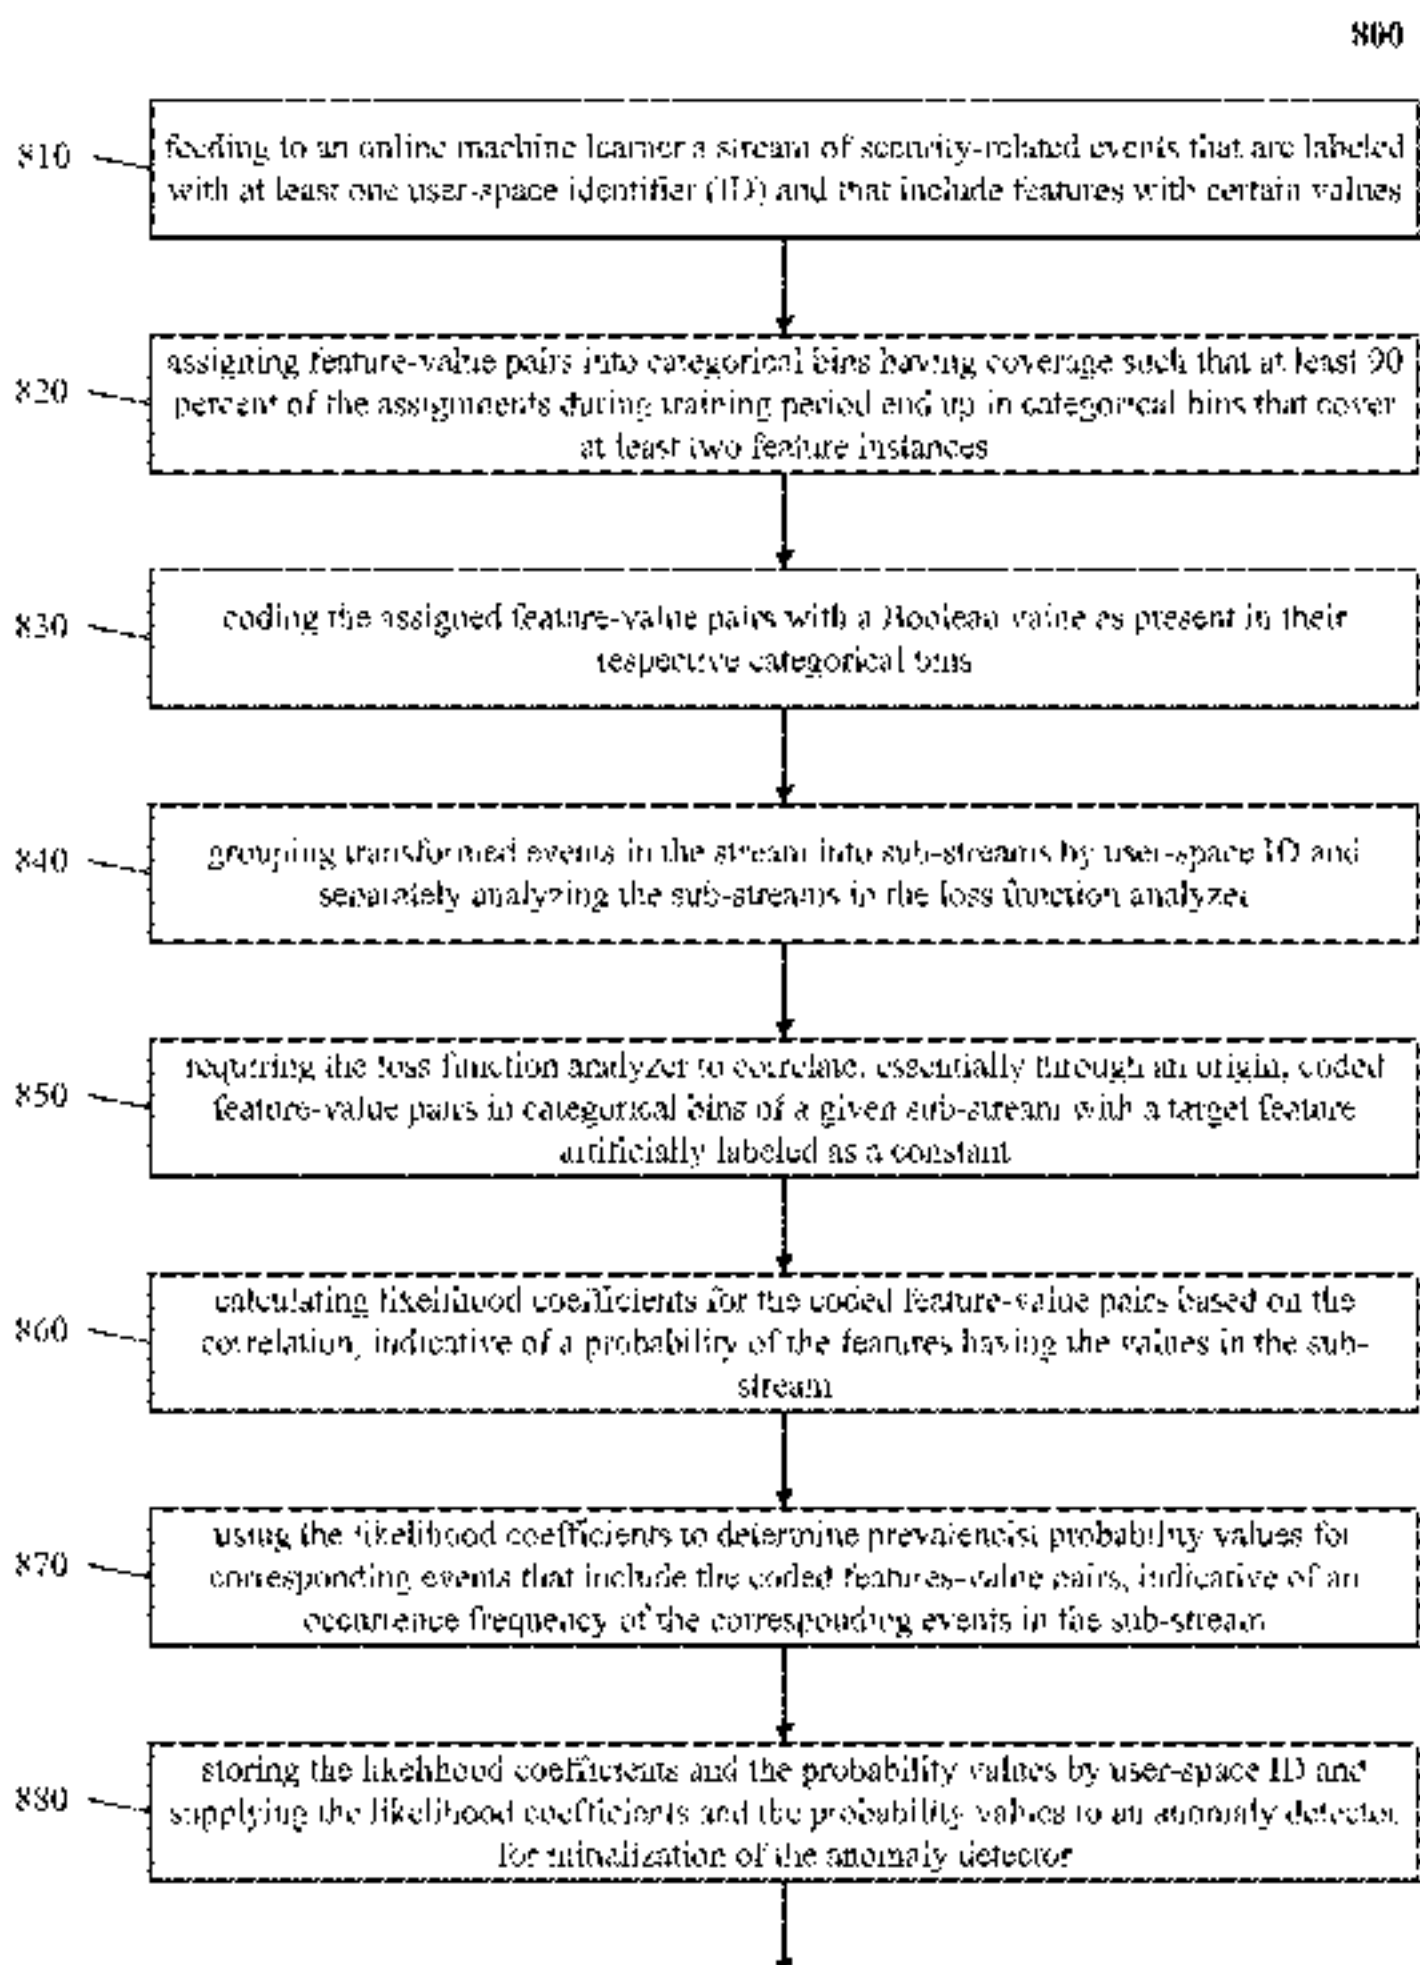 800
810
feeding to an online machine learner a stream of security-related events that are labeled
with at least one user-space identifier (ID) and that include features with certain values
820
assigning feature-value pairs into categorical bins having coverage such that at least 90
percent of the assignments during training period end up in categorical bins that cover
at least two feature instances
830
coding the assigned feature-value pairs with a Boolean value as present in their
respective categorical bins
840
grouping transformed events in the stream into sub-streams by user-space ID and
separately analyzing the sub-streams in the loss function analyzer
850
requiring the loss function analyzer to correlate, essentially through an origin, coded
feature-value pairs in categorical bins of a given sub-stream with a target feature
artificially labeled as a constant
860
calculating likelihood coefficients for the coded feature-value pairs based on the
correlation, indicative of a probability of the features having the values in the sub-
stream
870
using the likelihood coefficients to determine prevalencist probability values for
corresponding events that include the coded features-value pairs, indicative of an
occurrence frequency of the corresponding events in the sub-stream
880
storing the likelihood coefficients and the probability values by user-space ID and
supplying the likelihood coefficients and the probability values to an anomaly detector
for initialization of the anomaly detector